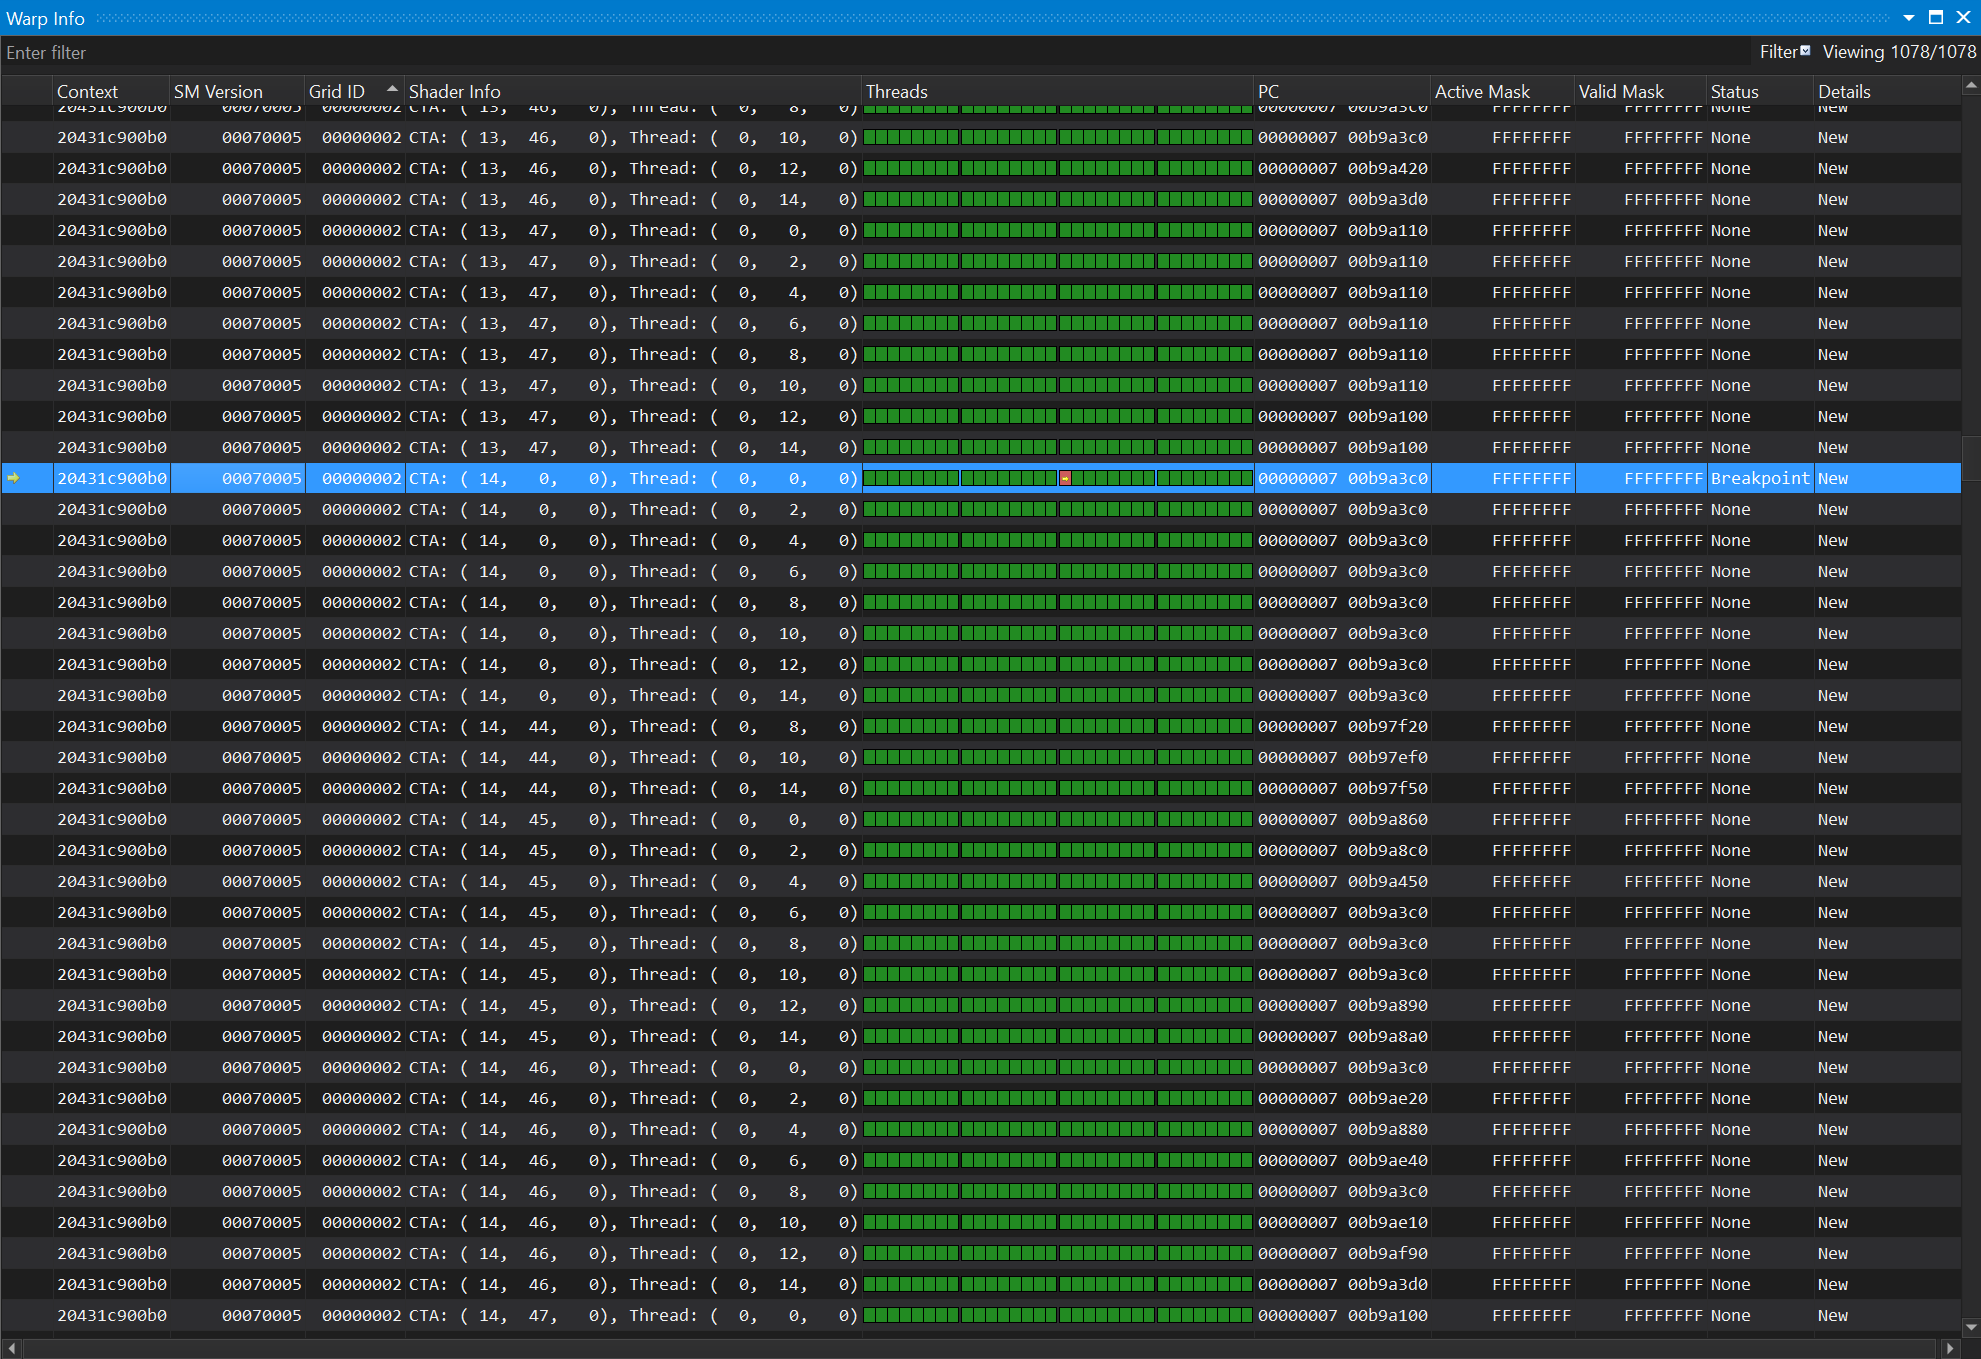 Warp Info
Enter filter Filter Viewing 1078/1078
Context SM Version Grid ID Shader Info Threads PC Active Mask Valid Mask Status Details
20431c900b0 00070005 00000002 CTA: ( 13, 46, 0), Thread: ( 0, 8, 0) 00000007 00b9a3c0 FFFFFFFF FFFFFFFF None New
20431c900b0 00070005 00000002 CTA: ( 13, 46, 0), Thread: ( 0, 10, 0) 00000007 00b9a3c0 FFFFFFFF FFFFFFFF None New
20431c900b0 00070005 00000002 CTA: ( 13, 46, 0), Thread: ( 0, 12, 0) 00000007 00b9a420 FFFFFFFF FFFFFFFF None New
20431c900b0 00070005 00000002 CTA: ( 13, 46, 0), Thread: ( 0, 14, 0) 00000007 00b9a3d0 FFFFFFFF FFFFFFFF None New
20431c900b0 00070005 00000002 CTA: ( 13, 47, 0), Thread: ( 0, 0, 0) 00000007 00b9a110 FFFFFFFF FFFFFFFF None New
20431c900b0 00070005 00000002 CTA: ( 13, 47, 0), Thread: ( 0, 2, 0) 00000007 00b9a110 FFFFFFFF FFFFFFFF None New
20431c900b0 00070005 00000002 CTA: ( 13, 47, 0), Thread: ( 0, 4, 0) 00000007 00b9a110 FFFFFFFF FFFFFFFF None New
20431c900b0 00070005 00000002 CTA: ( 13, 47, 0), Thread: ( 0, 6, 0) 00000007 00b9a110 FFFFFFFF FFFFFFFF None New
20431c900b0 00070005 00000002 CTA: ( 13, 47, 0), Thread: ( 0, 8, 0) 00000007 00b9a110 FFFFFFFF FFFFFFFF None New
20431c900b0 00070005 00000002 CTA: ( 13, 47, 0), Thread: ( 0, 10, 0) 00000007 00b9a110 FFFFFFFF FFFFFFFF None New
20431c900b0 00070005 00000002 CTA: ( 13, 47, 0), Thread: ( 0, 12, 0) 00000007 00b9a100 FFFFFFFF FFFFFFFF None New
20431c900b0 00070005 00000002 CTA: ( 13, 47, 0), Thread: ( 0, 14, 0) 00000007 00b9a100 FFFFFFFF FFFFFFFF None New
20431c900b0 00070005 00000002 CTA: ( 14, 0, 0), Thread: ( 0, 0, 0) 00000007 00b9a3c0 FFFFFFFF FFFFFFFF Breakpoint New
20431c900b0 00070005 00000002 CTA: ( 14, 0, 0), Thread: ( 0, 2, 0) 00000007 00b9a3c0 FFFFFFFF FFFFFFFF None New
20431c900b0 00070005 00000002 CTA: ( 14, 0, 0), Thread: ( 0, 4, 0) 00000007 00b9a3c0 FFFFFFFF FFFFFFFF None New
20431c900b0 00070005 00000002 CTA: ( 14, 0, 0), Thread: ( 0, 6, 0) 00000007 00b9a3c0 FFFFFFFF FFFFFFFF None New
20431c900b0 00070005 00000002 CTA: ( 14, 0, 0), Thread: ( 0, 8, 0) 00000007 00b9a3c0 FFFFFFFF FFFFFFFF None New
20431c900b0 00070005 00000002 CTA: ( 14, 0, 0), Thread: ( 0, 10, 0) 00000007 00b9a3c0 FFFFFFFF FFFFFFFF None New
20431c900b0 00070005 00000002 CTA: ( 14, 0, 0), Thread: ( 0, 12, 0) 00000007 00b9a3c0 FFFFFFFF FFFFFFFF None New
20431c900b0 00070005 00000002 CTA: ( 14, 0, 0), Thread: ( 0, 14, 0) 00000007 00b9a3c0 FFFFFFFF FFFFFFFF None New
20431c900b0 00070005 00000002 CTA: ( 14, 44, 0), Thread: ( 0, 8, 0) 00000007 00b97f20 FFFFFFFF FFFFFFFF None New
20431c900b0 00070005 00000002 CTA: ( 14, 44, 0), Thread: ( 0, 10, 0) 00000007 00b97ef0 FFFFFFFF FFFFFFFF None New
20431c900b0 00070005 00000002 CTA: ( 14, 44, 0), Thread: ( 0, 14, 0) 00000007 00b97f50 FFFFFFFF FFFFFFFF None New
20431c900b0 00070005 00000002 CTA: ( 14, 45, 0), Thread: ( 0, 0, 0) 00000007 00b9a860 FFFFFFFF FFFFFFFF None New
20431c900b0 00070005 00000002 CTA: ( 14, 45, 0), Thread: ( 0, 2, 0) 00000007 00b9a8c0 FFFFFFFF FFFFFFFF None New
20431c900b0 00070005 00000002 CTA: ( 14, 45, 0), Thread: ( 0, 4, 0) 00000007 00b9a450 FFFFFFFF FFFFFFFF None New
20431c900b0 00070005 00000002 CTA: ( 14, 45, 0), Thread: ( 0, 6, 0) 00000007 00b9a3c0 FFFFFFFF FFFFFFFF None New
20431c900b0 00070005 00000002 CTA: ( 14, 45, 0), Thread: ( 0, 8, 0) 00000007 00b9a3c0 FFFFFFFF FFFFFFFF None New
20431c900b0 00070005 00000002 CTA: ( 14, 45, 0), Thread: ( 0, 10, 0) 00000007 00b9a3c0 FFFFFFFF FFFFFFFF None New
20431c900b0 00070005 00000002 CTA: ( 14, 45, 0), Thread: ( 0, 12, 0) 00000007 00b9a890 FFFFFFFF FFFFFFFF None New
20431c900b0 00070005 00000002 CTA: ( 14, 45, 0), Thread: ( 0, 14, 0) 00000007 00b9a8a0 FFFFFFFF FFFFFFFF None New
20431c900b0 00070005 00000002 CTA: ( 14, 46, 0), Thread: ( 0, 0, 0) 00000007 00b9a3c0 FFFFFFFF FFFFFFFF None New
20431c900b0 00070005 00000002 CTA: ( 14, 46, 0), Thread: ( 0, 2, 0) 00000007 00b9ae20 FFFFFFFF FFFFFFFF None New
20431c900b0 00070005 00000002 CTA: ( 14, 46, 0), Thread: ( 0, 4, 0) 00000007 00b9a880 FFFFFFFF FFFFFFFF None New
20431c900b0 00070005 00000002 CTA: ( 14, 46, 0), Thread: ( 0, 6, 0) 00000007 00b9ae40 FFFFFFFF FFFFFFFF None New
20431c900b0 00070005 00000002 CTA: ( 14, 46, 0), Thread: ( 0, 8, 0) 00000007 00b9a3c0 FFFFFFFF FFFFFFFF None New
20431c900b0 00070005 00000002 CTA: ( 14, 46, 0), Thread: ( 0, 10, 0) 00000007 00b9ae10 FFFFFFFF FFFFFFFF None New
20431c900b0 00070005 00000002 CTA: ( 14, 46, 0), Thread: ( 0, 12, 0) 00000007 00b9af90 FFFFFFFF FFFFFFFF None New
20431c900b0 00070005 00000002 CTA: ( 14, 46, 0), Thread: ( 0, 14, 0) 00000007 00b9a3d0 FFFFFFFF FFFFFFFF None New
20431c900b0 00070005 00000002 CTA: ( 14, 47, 0), Thread: ( 0, 0, 0) 00000007 00b9a100 FFFFFFFF FFFFFFFF None New